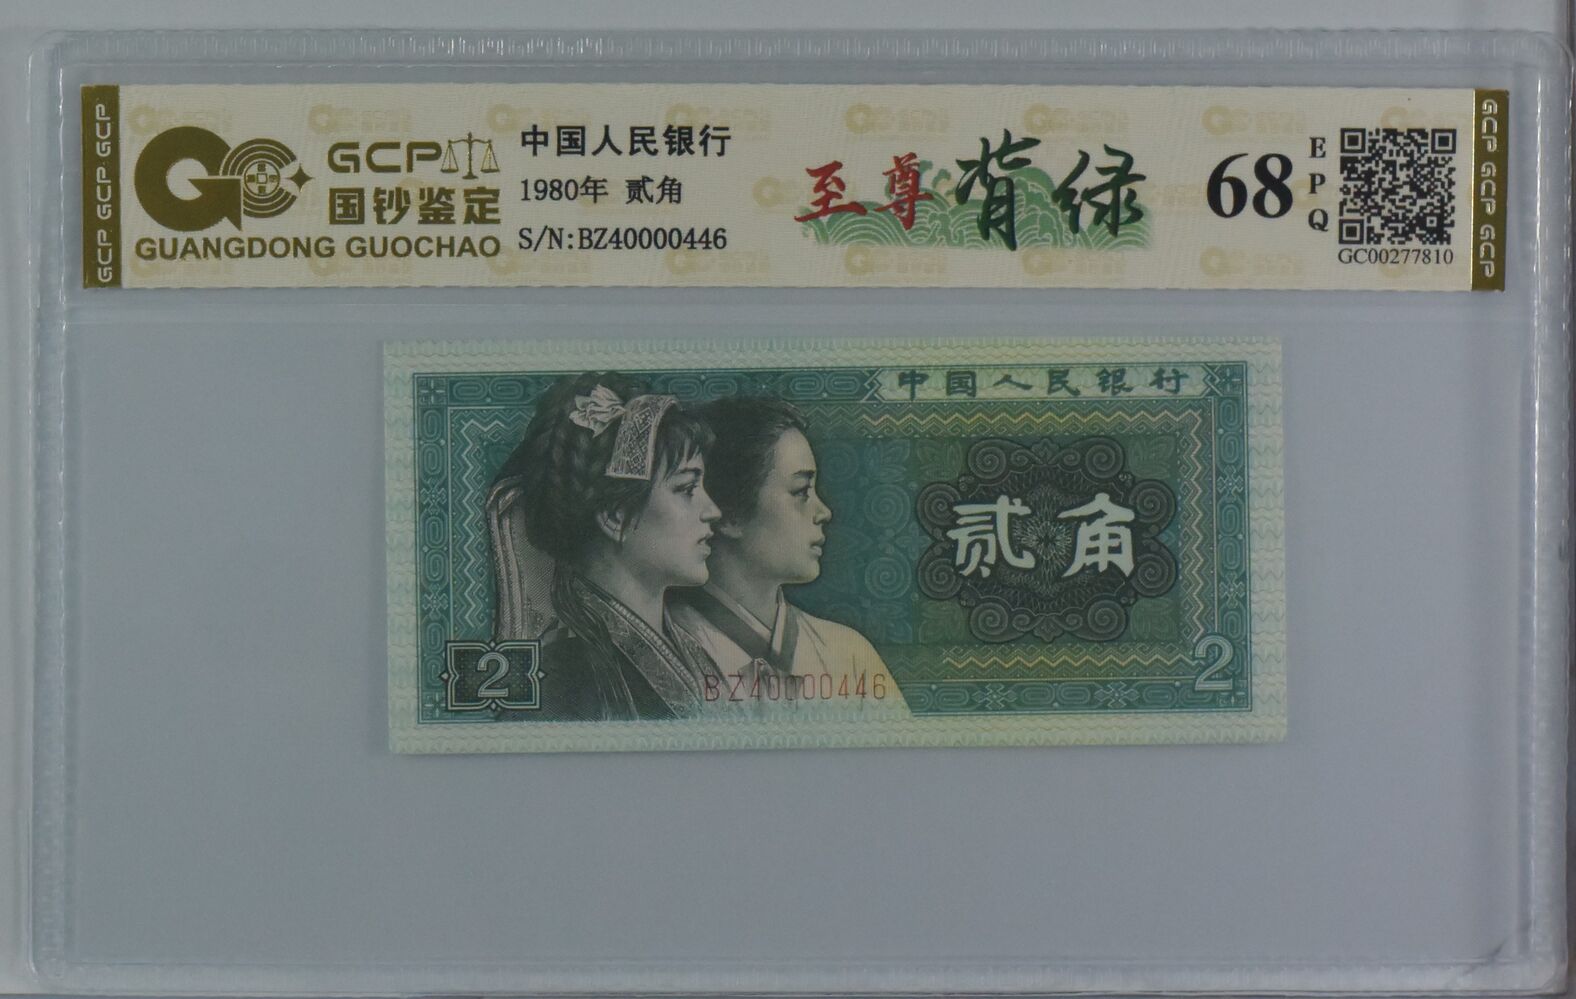 GCP GCP GCP
GCP
国钞鉴定
GUANGDONG GUOCHAO
中国人民银行
1980年 贰角
S/N:BZ40000446
至尊背绿
68
EPQ
GC00277810
GCP GCP GCP
中国人民银行
贰角
2
BZ40000446
2